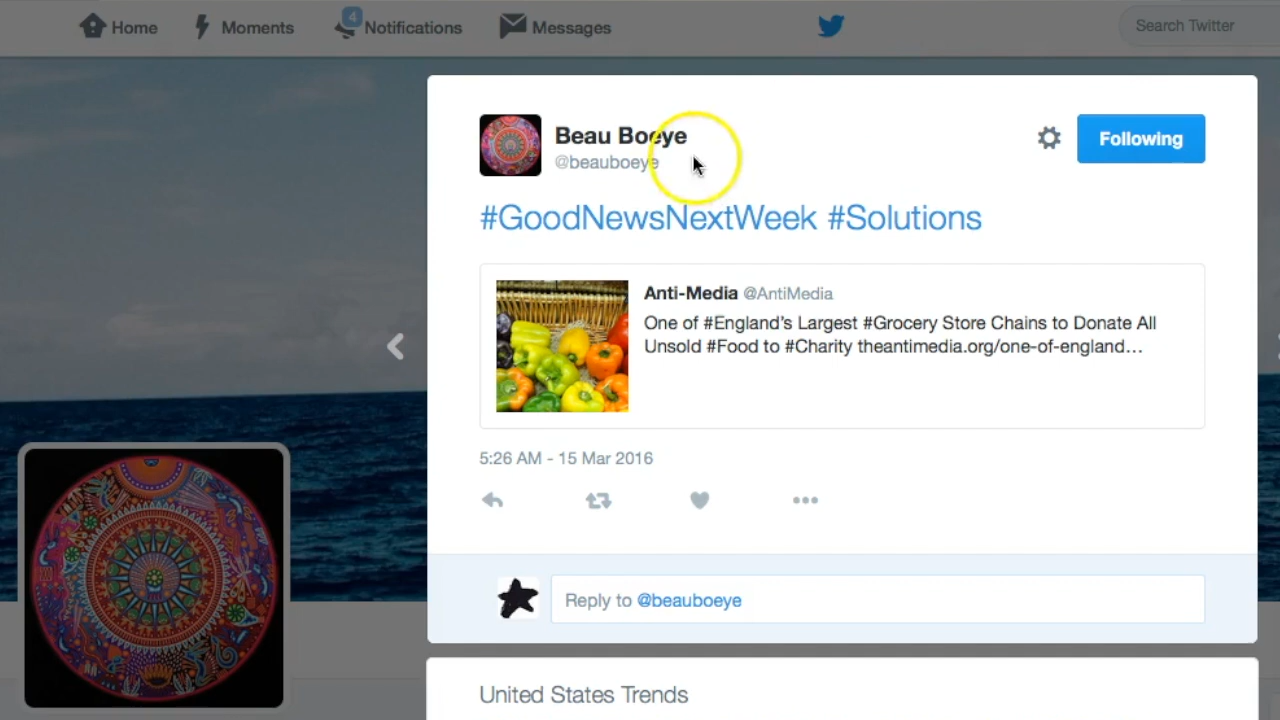 Home Moments 4 Notifications Messages Search Twitter
Beau Boeye
@beauboeye
Following
#GoodNewsNextWeek #Solutions
Anti-Media @AntiMedia
One of #England's Largest #Grocery Store Chains to Donate All
Unsold #Food to #Charity theantimedia.org/one-of-england…
5:26 AM - 15 Mar 2016
Reply to @beauboeye
United States Trends